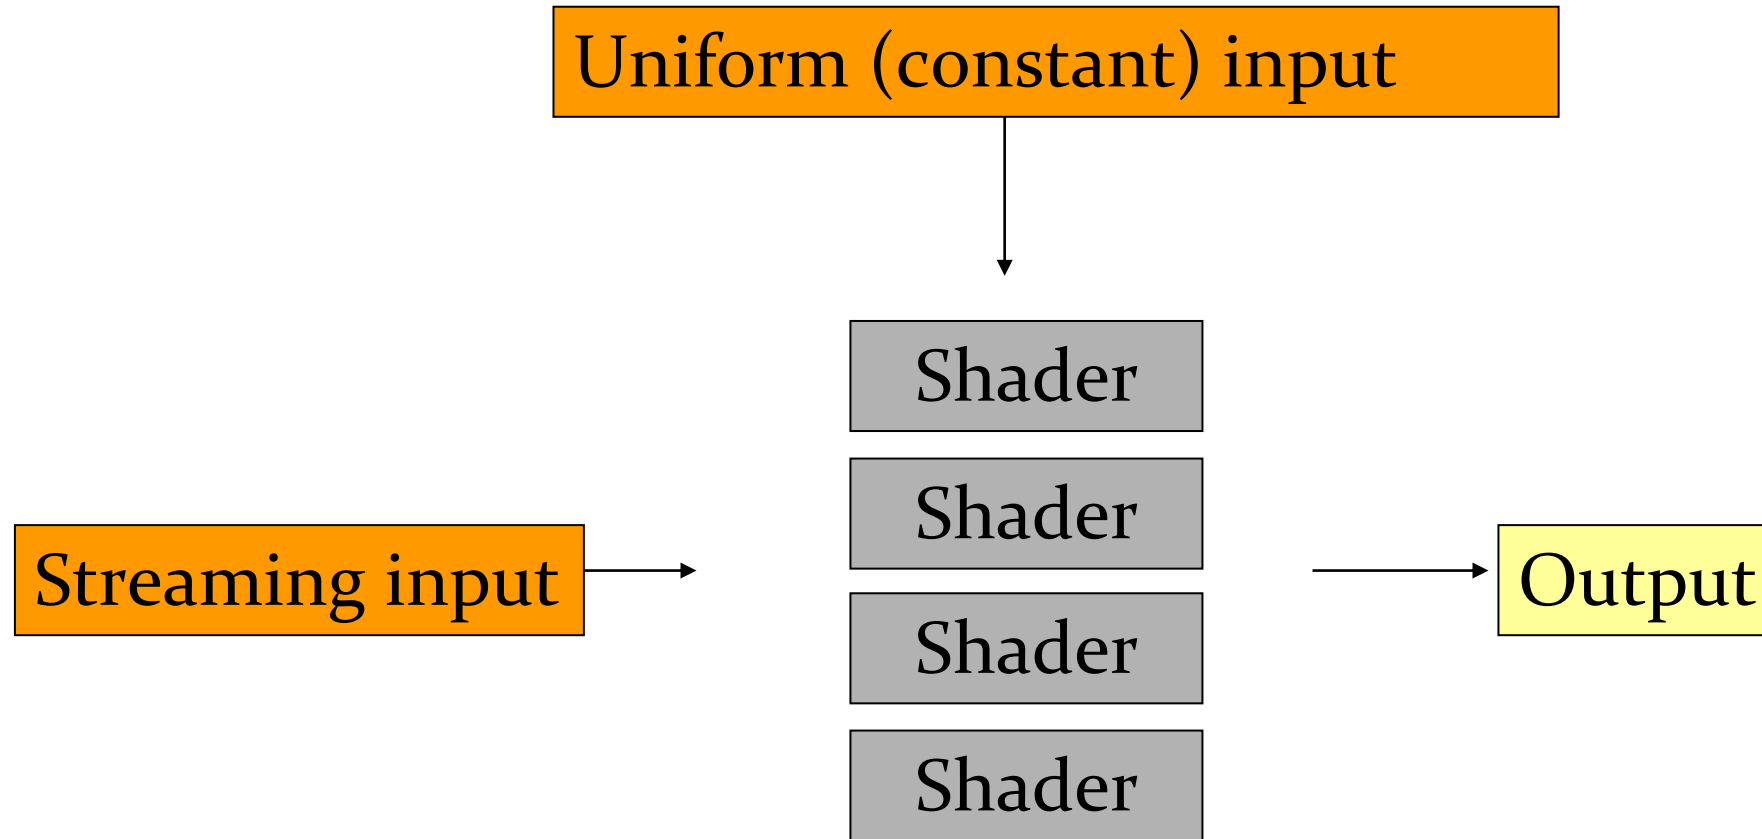 Uniform (constant) input
Shader
Shader
Streaming input
Output
Shader
Shader